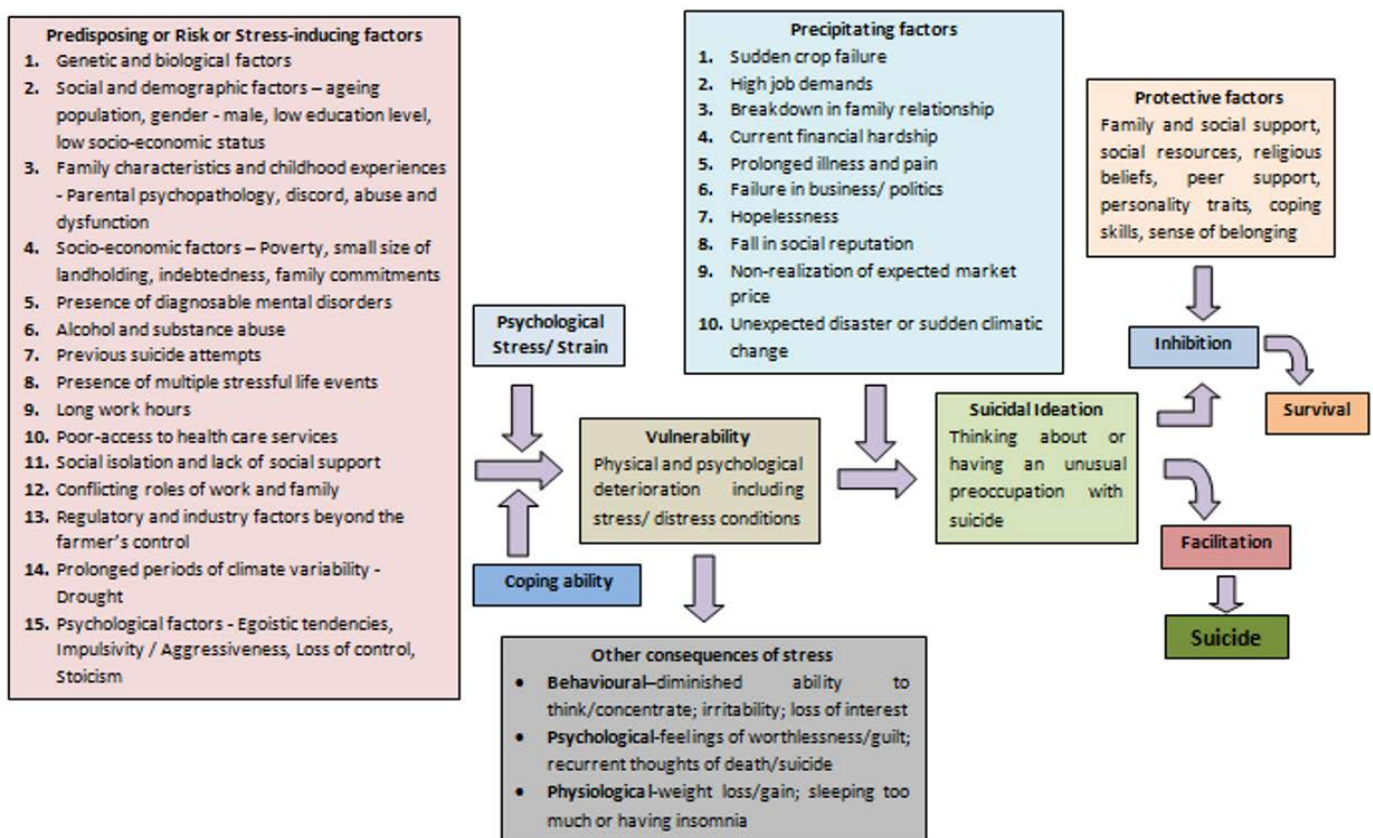 Predisposing or Risk or Stress-inducing factors
1. Genetic and biological factors
2. Social and demographic factors – ageing
population, gender - male, low education level,
low socio-economic status
3. Family characteristics and childhood experiences
- Parental psychopathology, discord, abuse and
dysfunction
4. Socio-economic factors – Poverty, small size of
landholding, indebtedness, family commitments
5. Presence of diagnosable mental disorders
6. Alcohol and substance abuse
7. Previous suicide attempts
8. Presence of multiple stressful life events
9. Long work hours
10. Poor-access to health care services
11. Social isolation and lack of social support
12. Conflicting roles of work and family
13. Regulatory and industry factors beyond the
farmer's control
14. Prolonged periods of climate variability -
Drought
15. Psychological factors - Egoistic tendencies,
Impulsivity / Aggressiveness, Loss of control,
Stoicism
Psychological
Stress/ Strain
Coping ability
Vulnerability
Physical and psychological
deterioration including
stress/ distress conditions
Other consequences of stress
• Behavioural–diminished ability to
think/concentrate; irritability; loss of interest
• Psychological-feelings of worthlessness/guilt;
recurrent thoughts of death/suicide
• Physiological-weight loss/gain; sleeping too
much or having insomnia
Precipitating factors
1. Sudden crop failure
2. High job demands
3. Breakdown in family relationship
4. Current financial hardship
5. Prolonged illness and pain
6. Failure in business/ politics
7. Hopelessness
8. Fall in social reputation
9. Non-realization of expected market
price
10. Unexpected disaster or sudden climatic
change
Suicidal Ideation
Thinking about or
having an unusual
preoccupation with
suicide
Protective factors
Family and social support,
social resources, religious
beliefs, peer support,
personality traits, coping
skills, sense of belonging
Inhibition
Survival
Facilitation
Suicide